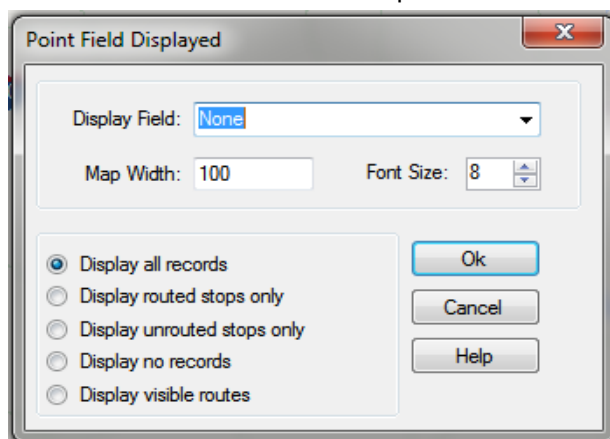 Point Field Displayed
x
Display Field: None
Map Width: 100 Font Size: 8
Display all records
Display routed stops only
Display unrouted stops only
Display no records
Display visible routes
Ok
Cancel
Help